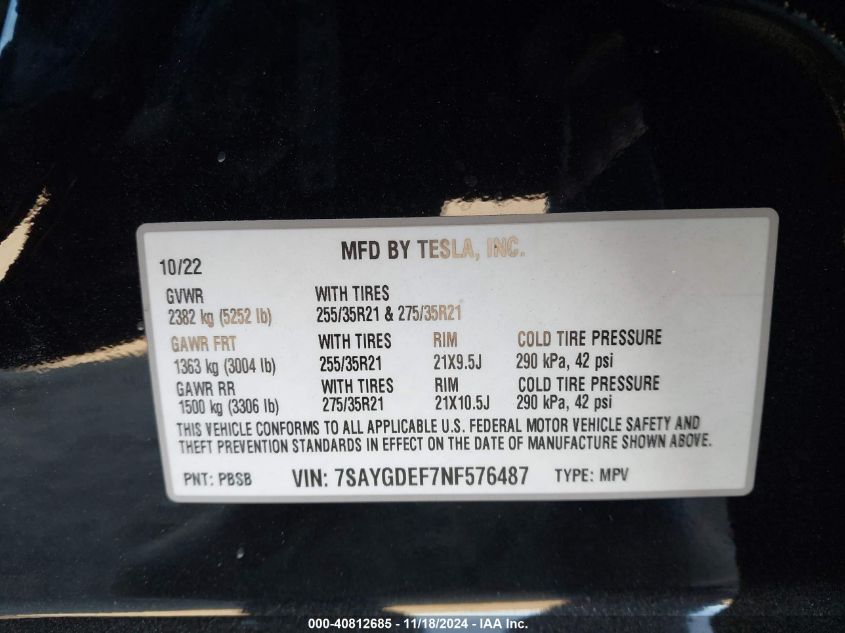 10/22 MFD BY TESLA, INC.
GVWR WITH TIRES
2382 kg (5252 lb) 255/35R21 & 275/35R21
GAWR FRT WITH TIRES RIM COLD TIRE PRESSURE
1363 kg (3004 lb) 255/35R21 21X9.5J 290 kPa, 42 psi
GAWR RR WITH TIRES RIM COLD TIRE PRESSURE
1500 kg (3306 lb) 275/35R21 21X10.5J 290 kPa, 42 psi
THIS VEHICLE CONFORMS TO ALL APPLICABLE U.S. FEDERAL MOTOR VEHICLE SAFETY AND
THEFT PREVENTION STANDARDS IN EFFECT ON THE DATE OF MANUFACTURE SHOWN ABOVE.
PNT: PBSB VIN: 7SAYGDEF7NF576487 TYPE: MPV
000-40812685 - 11/18/2024 - IAA Inc.